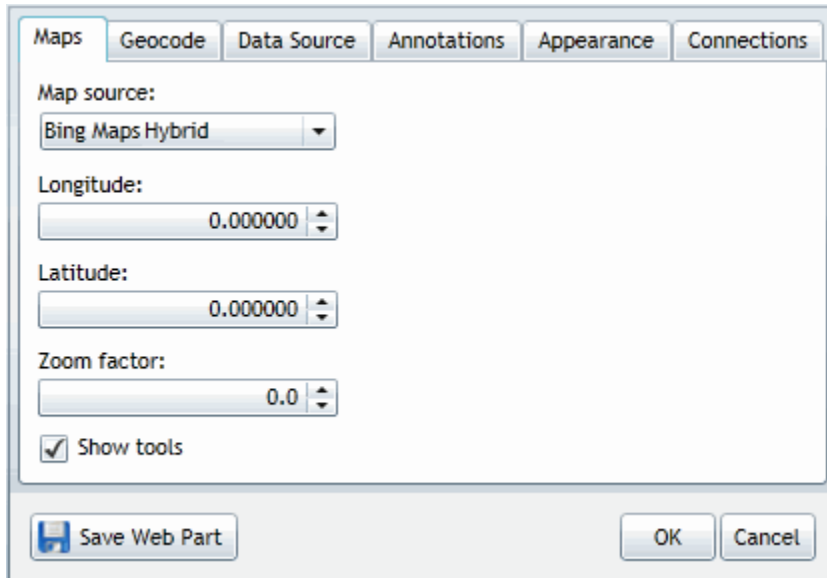 Maps Geocode Data Source Annotations Appearance Connections
Map source:
Bing Maps Hybrid
Longitude:
0.000000
Latitude:
0.000000
Zoom factor:
0.0
Show tools
Save Web Part OK Cancel